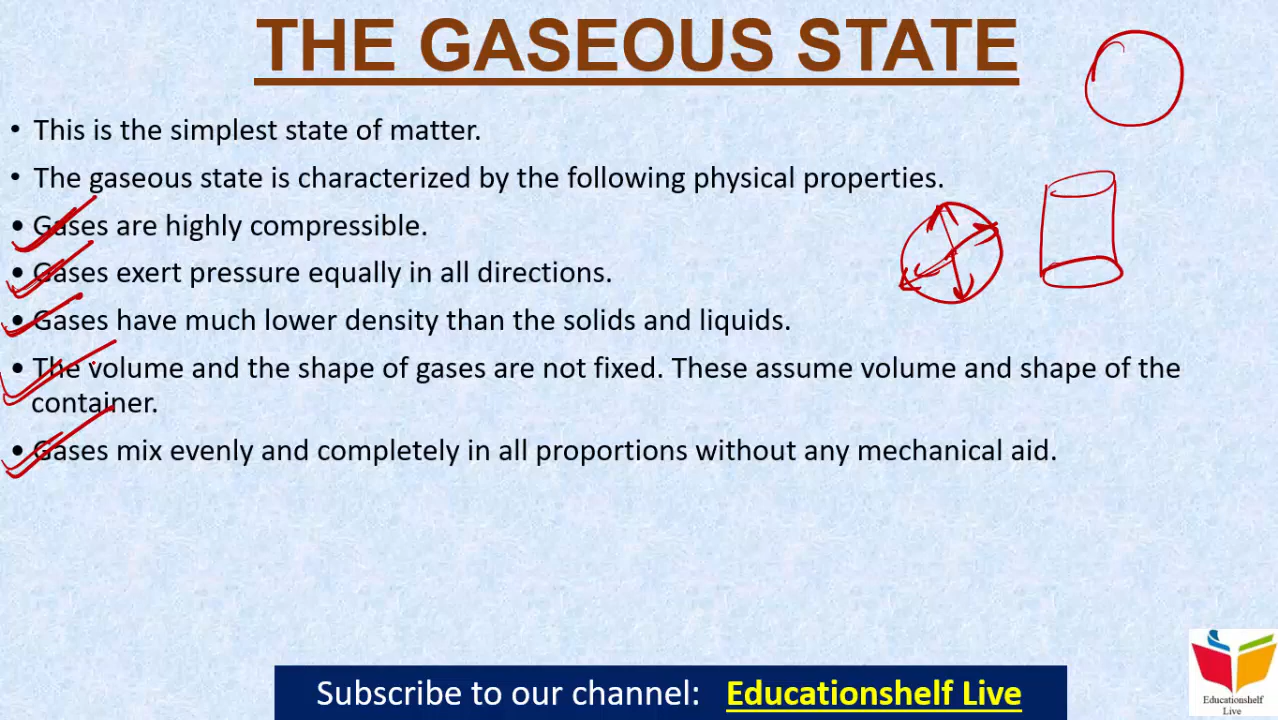 THE GASEOUS STATE
• This is the simplest state of matter.
• The gaseous state is characterized by the following physical properties.
• Gases are highly compressible.
• Gases exert pressure equally in all directions.
• Gases have much lower density than the solids and liquids.
• The volume and the shape of gases are not fixed. These assume volume and shape of the
container.
• Gases mix evenly and completely in all proportions without any mechanical aid.
Subscribe to our channel: Educationshelf Live
Educationshelf
Live